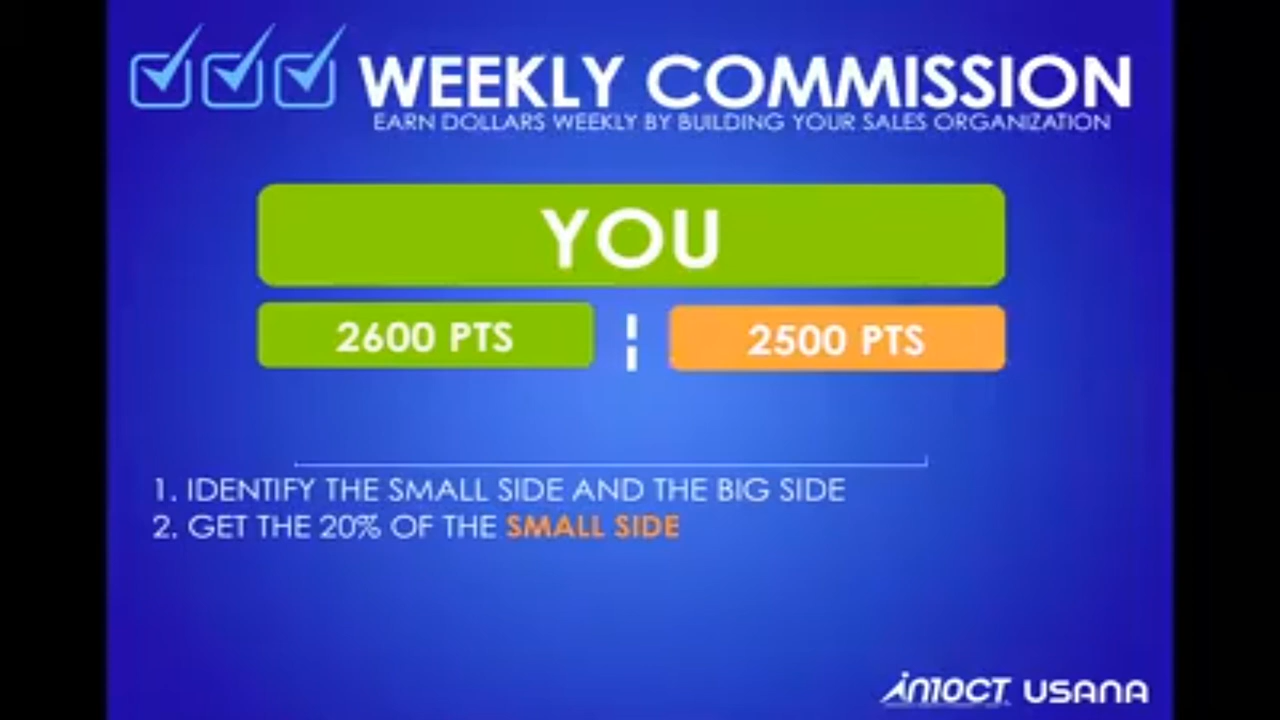 WEEKLY COMMISSION
EARN DOLLARS WEEKLY BY BUILDING YOUR SALES ORGANIZATION
YOU
2600 PTS
2500 PTS
1. IDENTIFY THE SMALL SIDE AND THE BIG SIDE
2. GET THE 20% OF THE SMALL SIDE
in10CT USANA